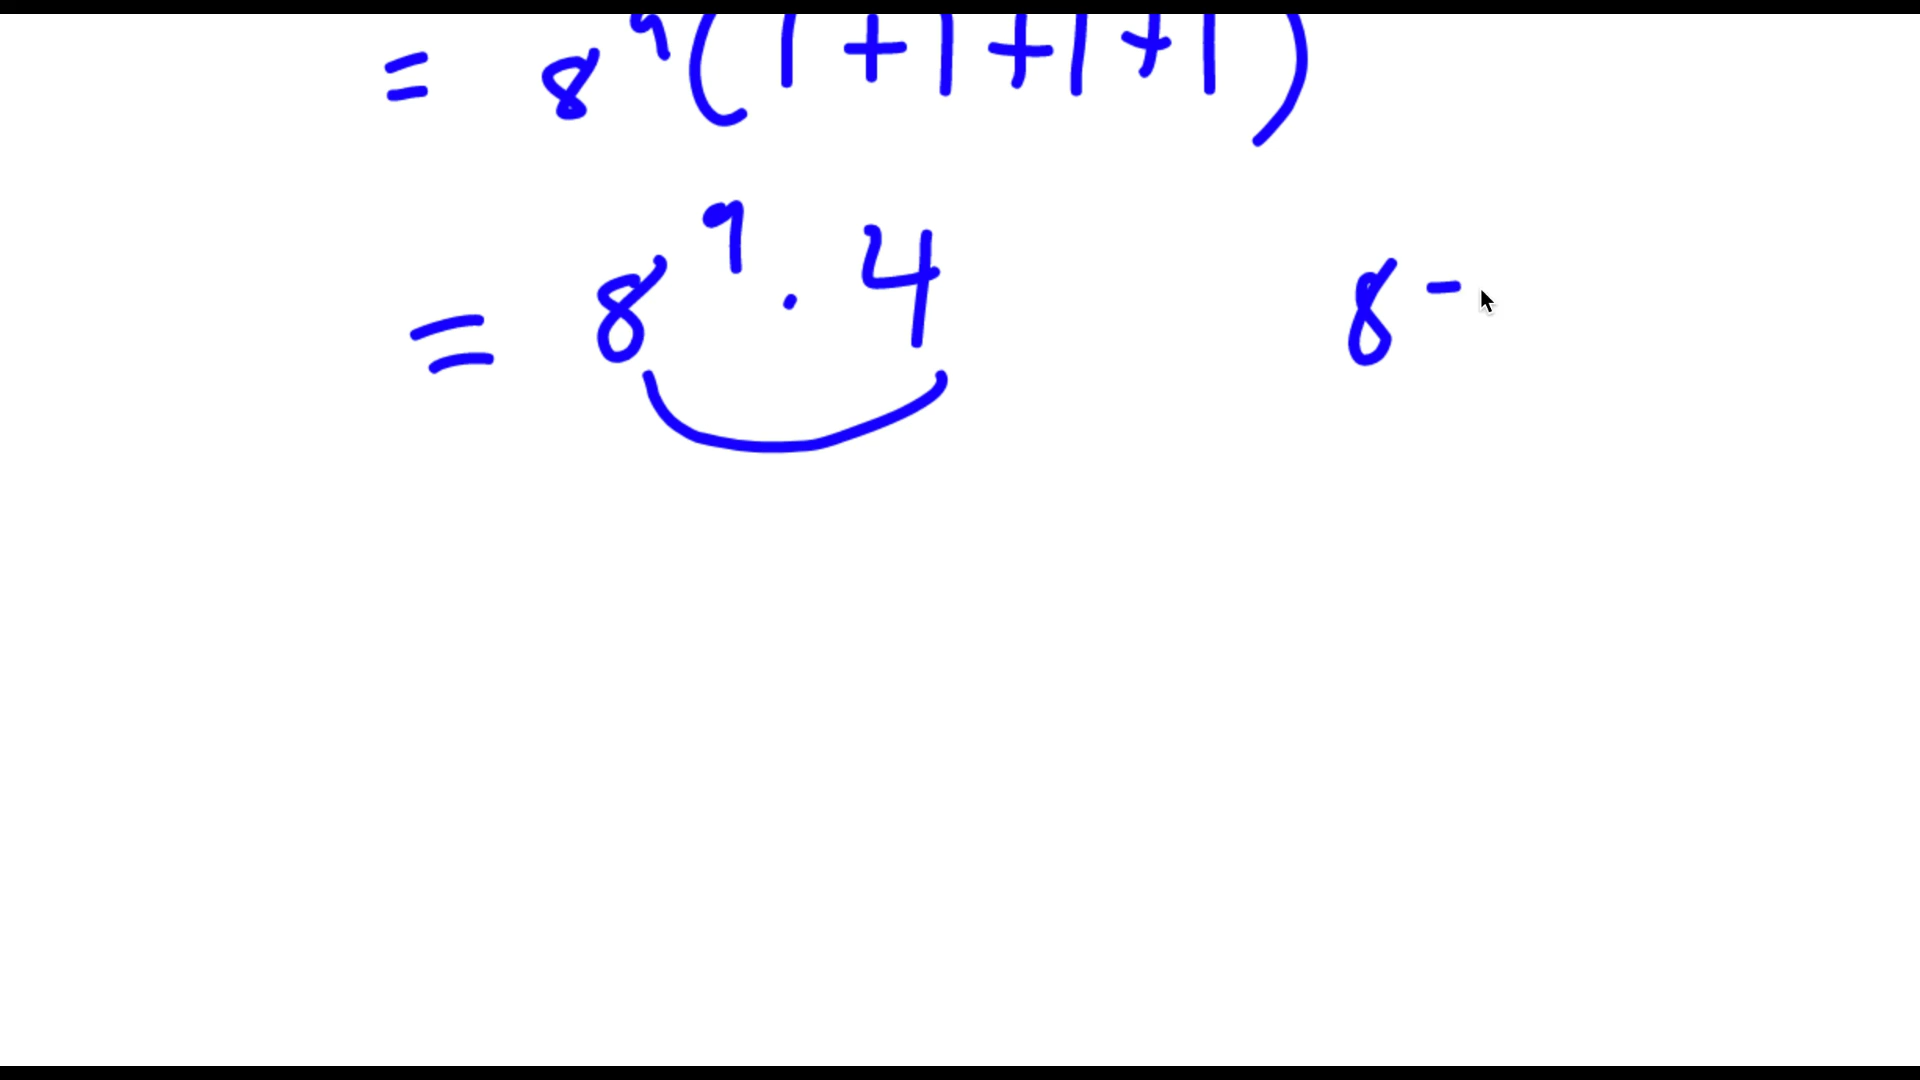 = 8⁹(1+1+1+1)
= 8⁹ · 4 8 -